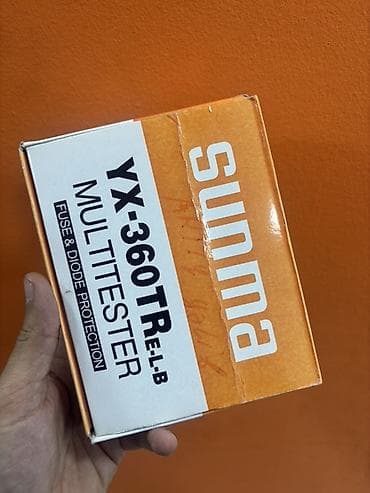 sunma
YX-360TRE-L-B
MULTITESTER
FUSE & DIODE PROTECTION